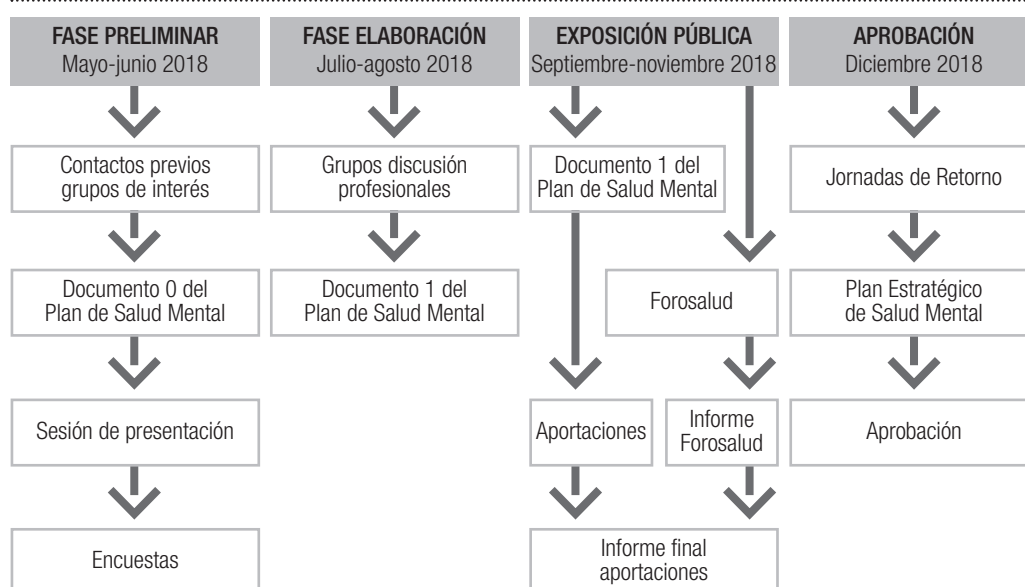 FASE PRELIMINAR
Mayo-junio 2018
Contactos previos
grupos de interés
Documento 0 del
Plan de Salud Mental
Sesión de presentación
Encuestas
FASE ELABORACIÓN
Julio-agosto 2018
Grupos discusión
profesionales
Documento 1 del
Plan de Salud Mental
EXPOSICIÓN PÚBLICA
Septiembre-noviembre 2018
Documento 1 del
Plan de Salud Mental
Forosalud
Aportaciones
Informe
Forosalud
Informe final
aportaciones
APROBACIÓN
Diciembre 2018
Jornadas de Retorno
Plan Estratégico
de Salud Mental
Aprobación